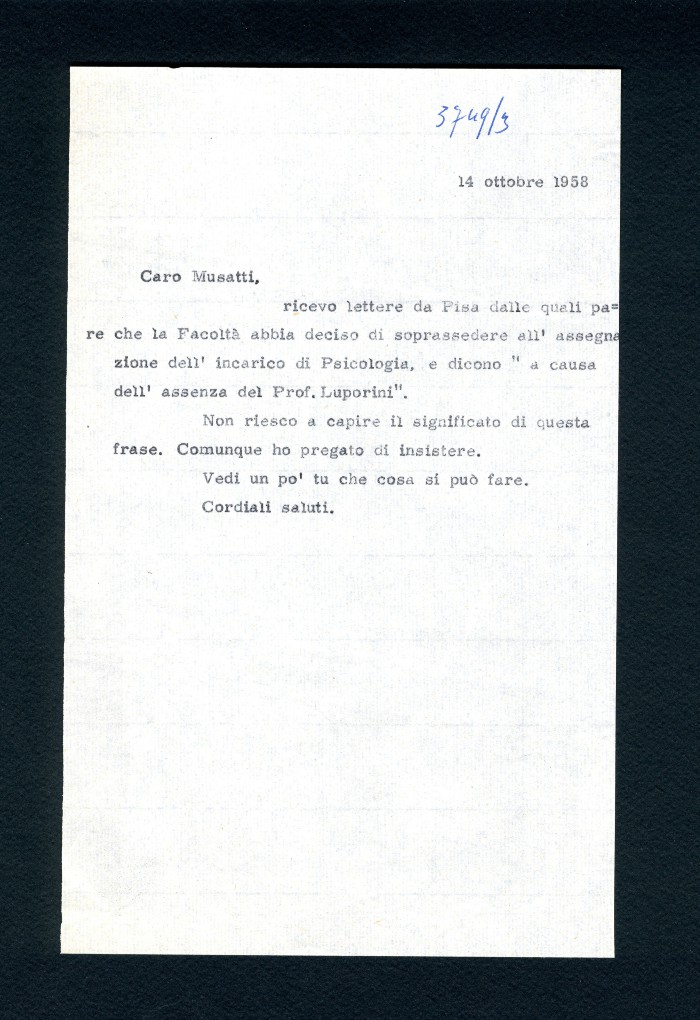 3749/3
14 ottobre 1958
Caro Musatti,
ricevo lettere da Pisa dalle quali pa=
re che la Facoltà abbia deciso di soprassedere all' assegna
zione dell' incarico di Psicologia, e dicono " a causa
dell' assenza del Prof. Luporini".
Non riesco a capire il significato di questa
frase. Comunque ho pregato di insistere.
Vedi un po' tu che cosa si può fare.
Cordiali saluti.